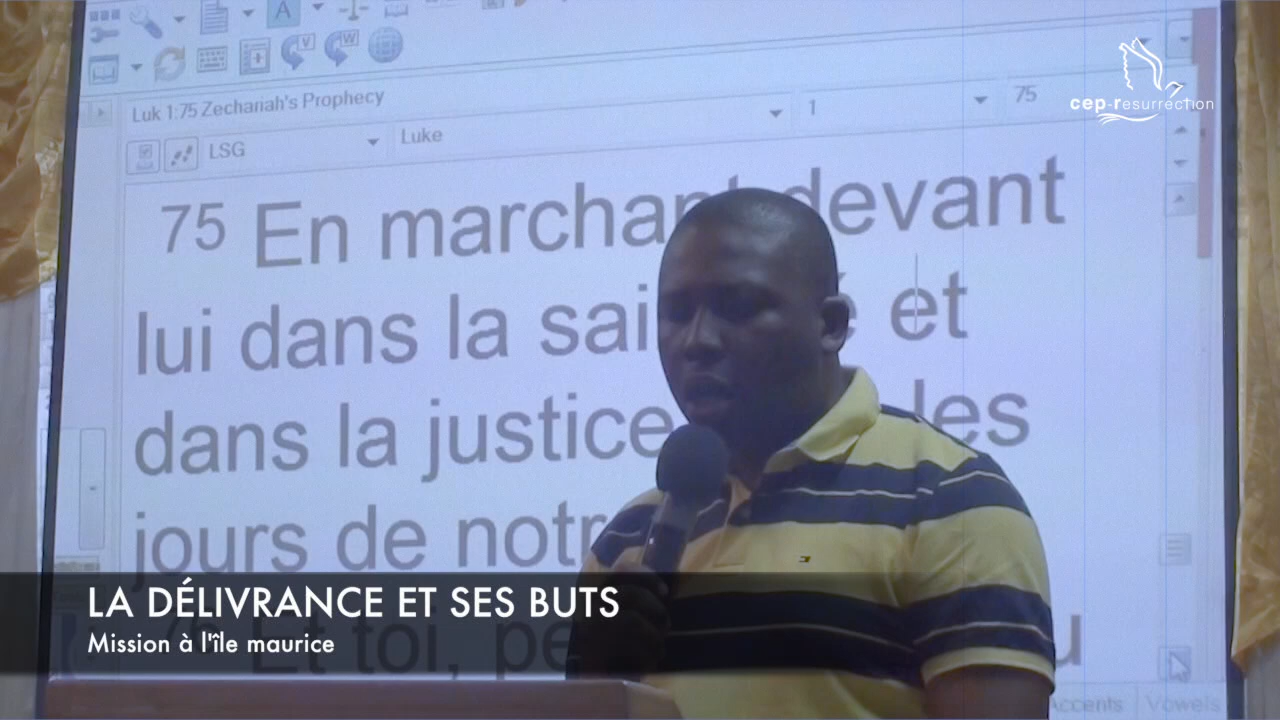 A
V
W
Luk 1:75 Zechariah's Prophecy
1
75
LSG
Luke
cep-resurrection
75 En marchant devant
lui dans la sai é et
dans la justice les
jours de notr
LA DÉLIVRANCE ET SES BUTS
Mission à l'île maurice
Et toi, pe u
Accents
Vowels